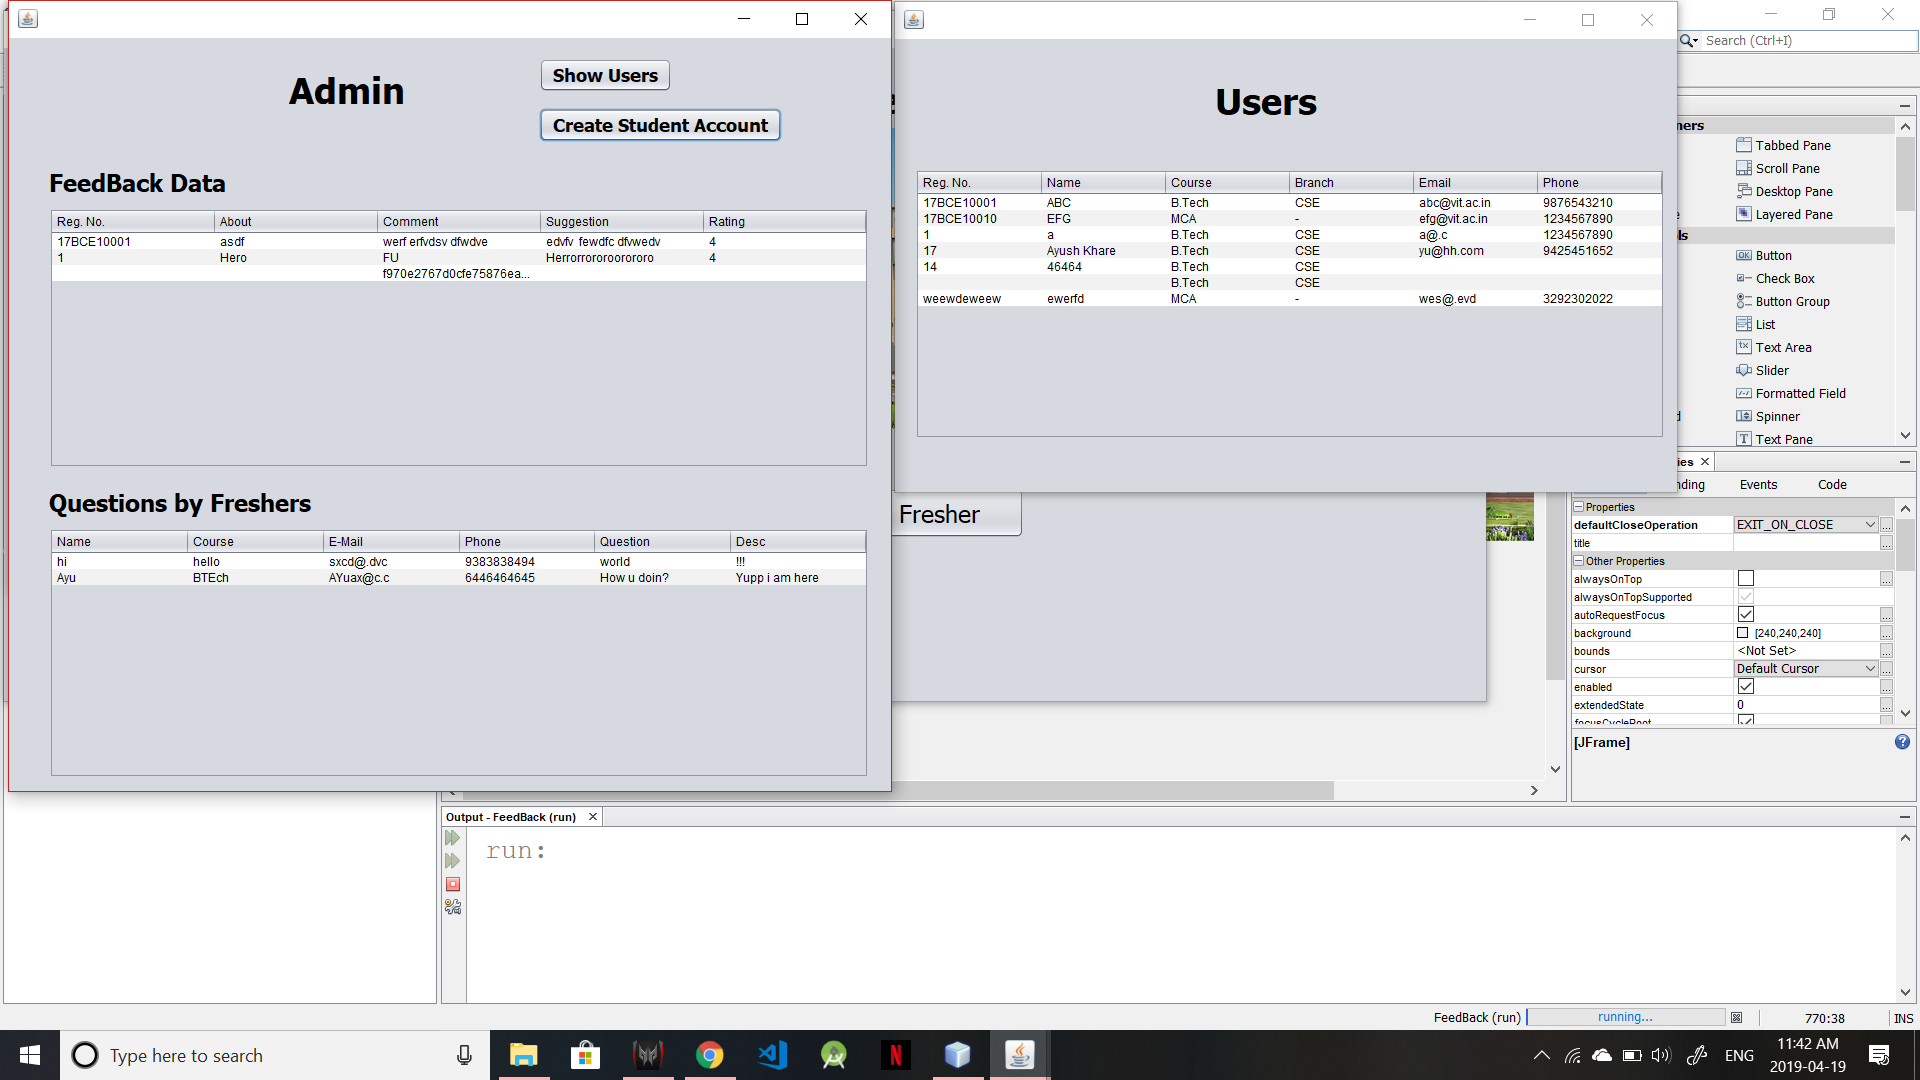 Admin
Show Users
Create Student Account
FeedBack Data
Reg. No. About Comment Suggestion Rating
17BCE10001 asdf werf erfvdsv dfwdve edvfv fewdfc dfvwedv 4
1 Hero FU Herrorrororoorororo 4
f970e2767d0cfe75876ea...
Questions by Freshers
Name Course E-Mail Phone Question Desc
hi hello sxcd@.dvc 9383838494 world !!!
Ayu BTEch AYuax@c.c 6446464645 How u doin? Yupp i am here
Users
Reg. No. Name Course Branch Email Phone
17BCE10001 ABC B.Tech CSE abc@vit.ac.in 9876543210
17BCE10010 EFG MCA - efg@vit.ac.in 1234567890
1 a B.Tech CSE a@.c 1234567890
17 Ayush Khare B.Tech CSE yu@hh.com 9425451652
14 46464 B.Tech CSE
B.Tech CSE
weewdeweew ewerfd MCA - wes@.evd 3292302022
Fresher
Search (Ctrl+I)
Tabbed Pane
Scroll Pane
Desktop Pane
Layered Pane
Button
Check Box
Button Group
List
Text Area
Slider
Formatted Field
Spinner
Text Pane
Events Code
Properties
defaultCloseOperation EXIT_ON_CLOSE
title
Other Properties
alwaysOnTop
alwaysOnTopSupported
autoRequestFocus
background [240,240,240]
bounds <Not Set>
cursor Default Cursor
enabled
extendedState 0
focusCycleRoot
[JFrame]
Output - FeedBack (run)
run:
FeedBack (run) running... 770:38 INS
Type here to search
ENG
11:42 AM
2019-04-19